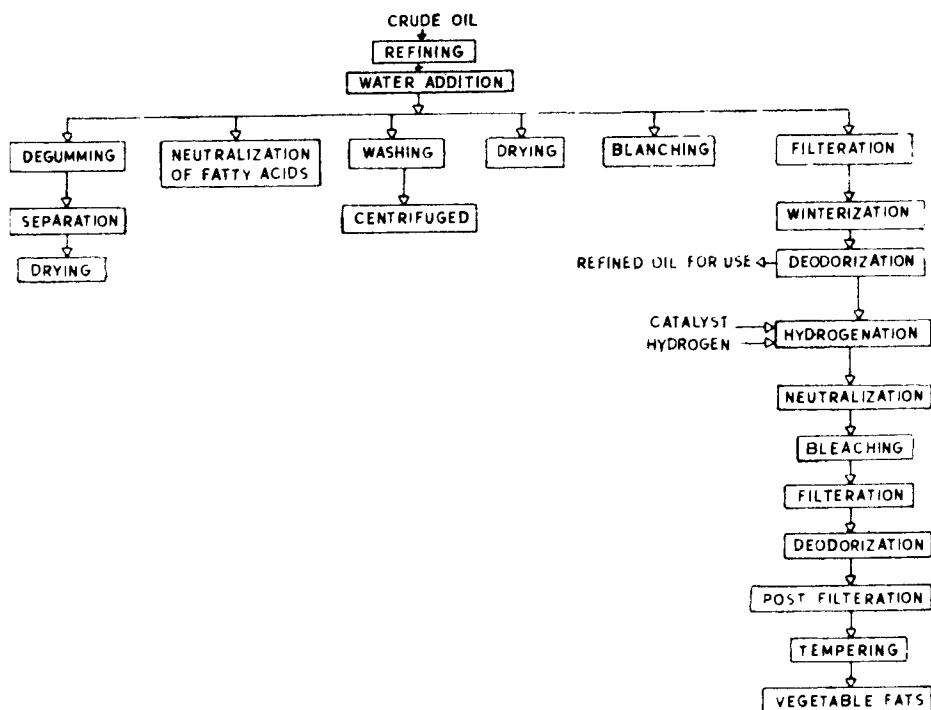 CRUDE OIL
REFINING
WATER ADDITION
DEGUMMING
NEUTRALIZATION
OF FATTY ACIDS
WASHING
DRYING
BLANCHING
FILTERATION
SEPARATION
CENTRIFUGED
WINTERIZATION
DRYING
REFINED OIL FOR USE
DEODORIZATION
CATALYST
HYDROGEN
HYDROGENATION
NEUTRALIZATION
BLEACHING
FILTERATION
DEODORIZATION
POST FILTERATION
TEMPERING
VEGETABLE FATS